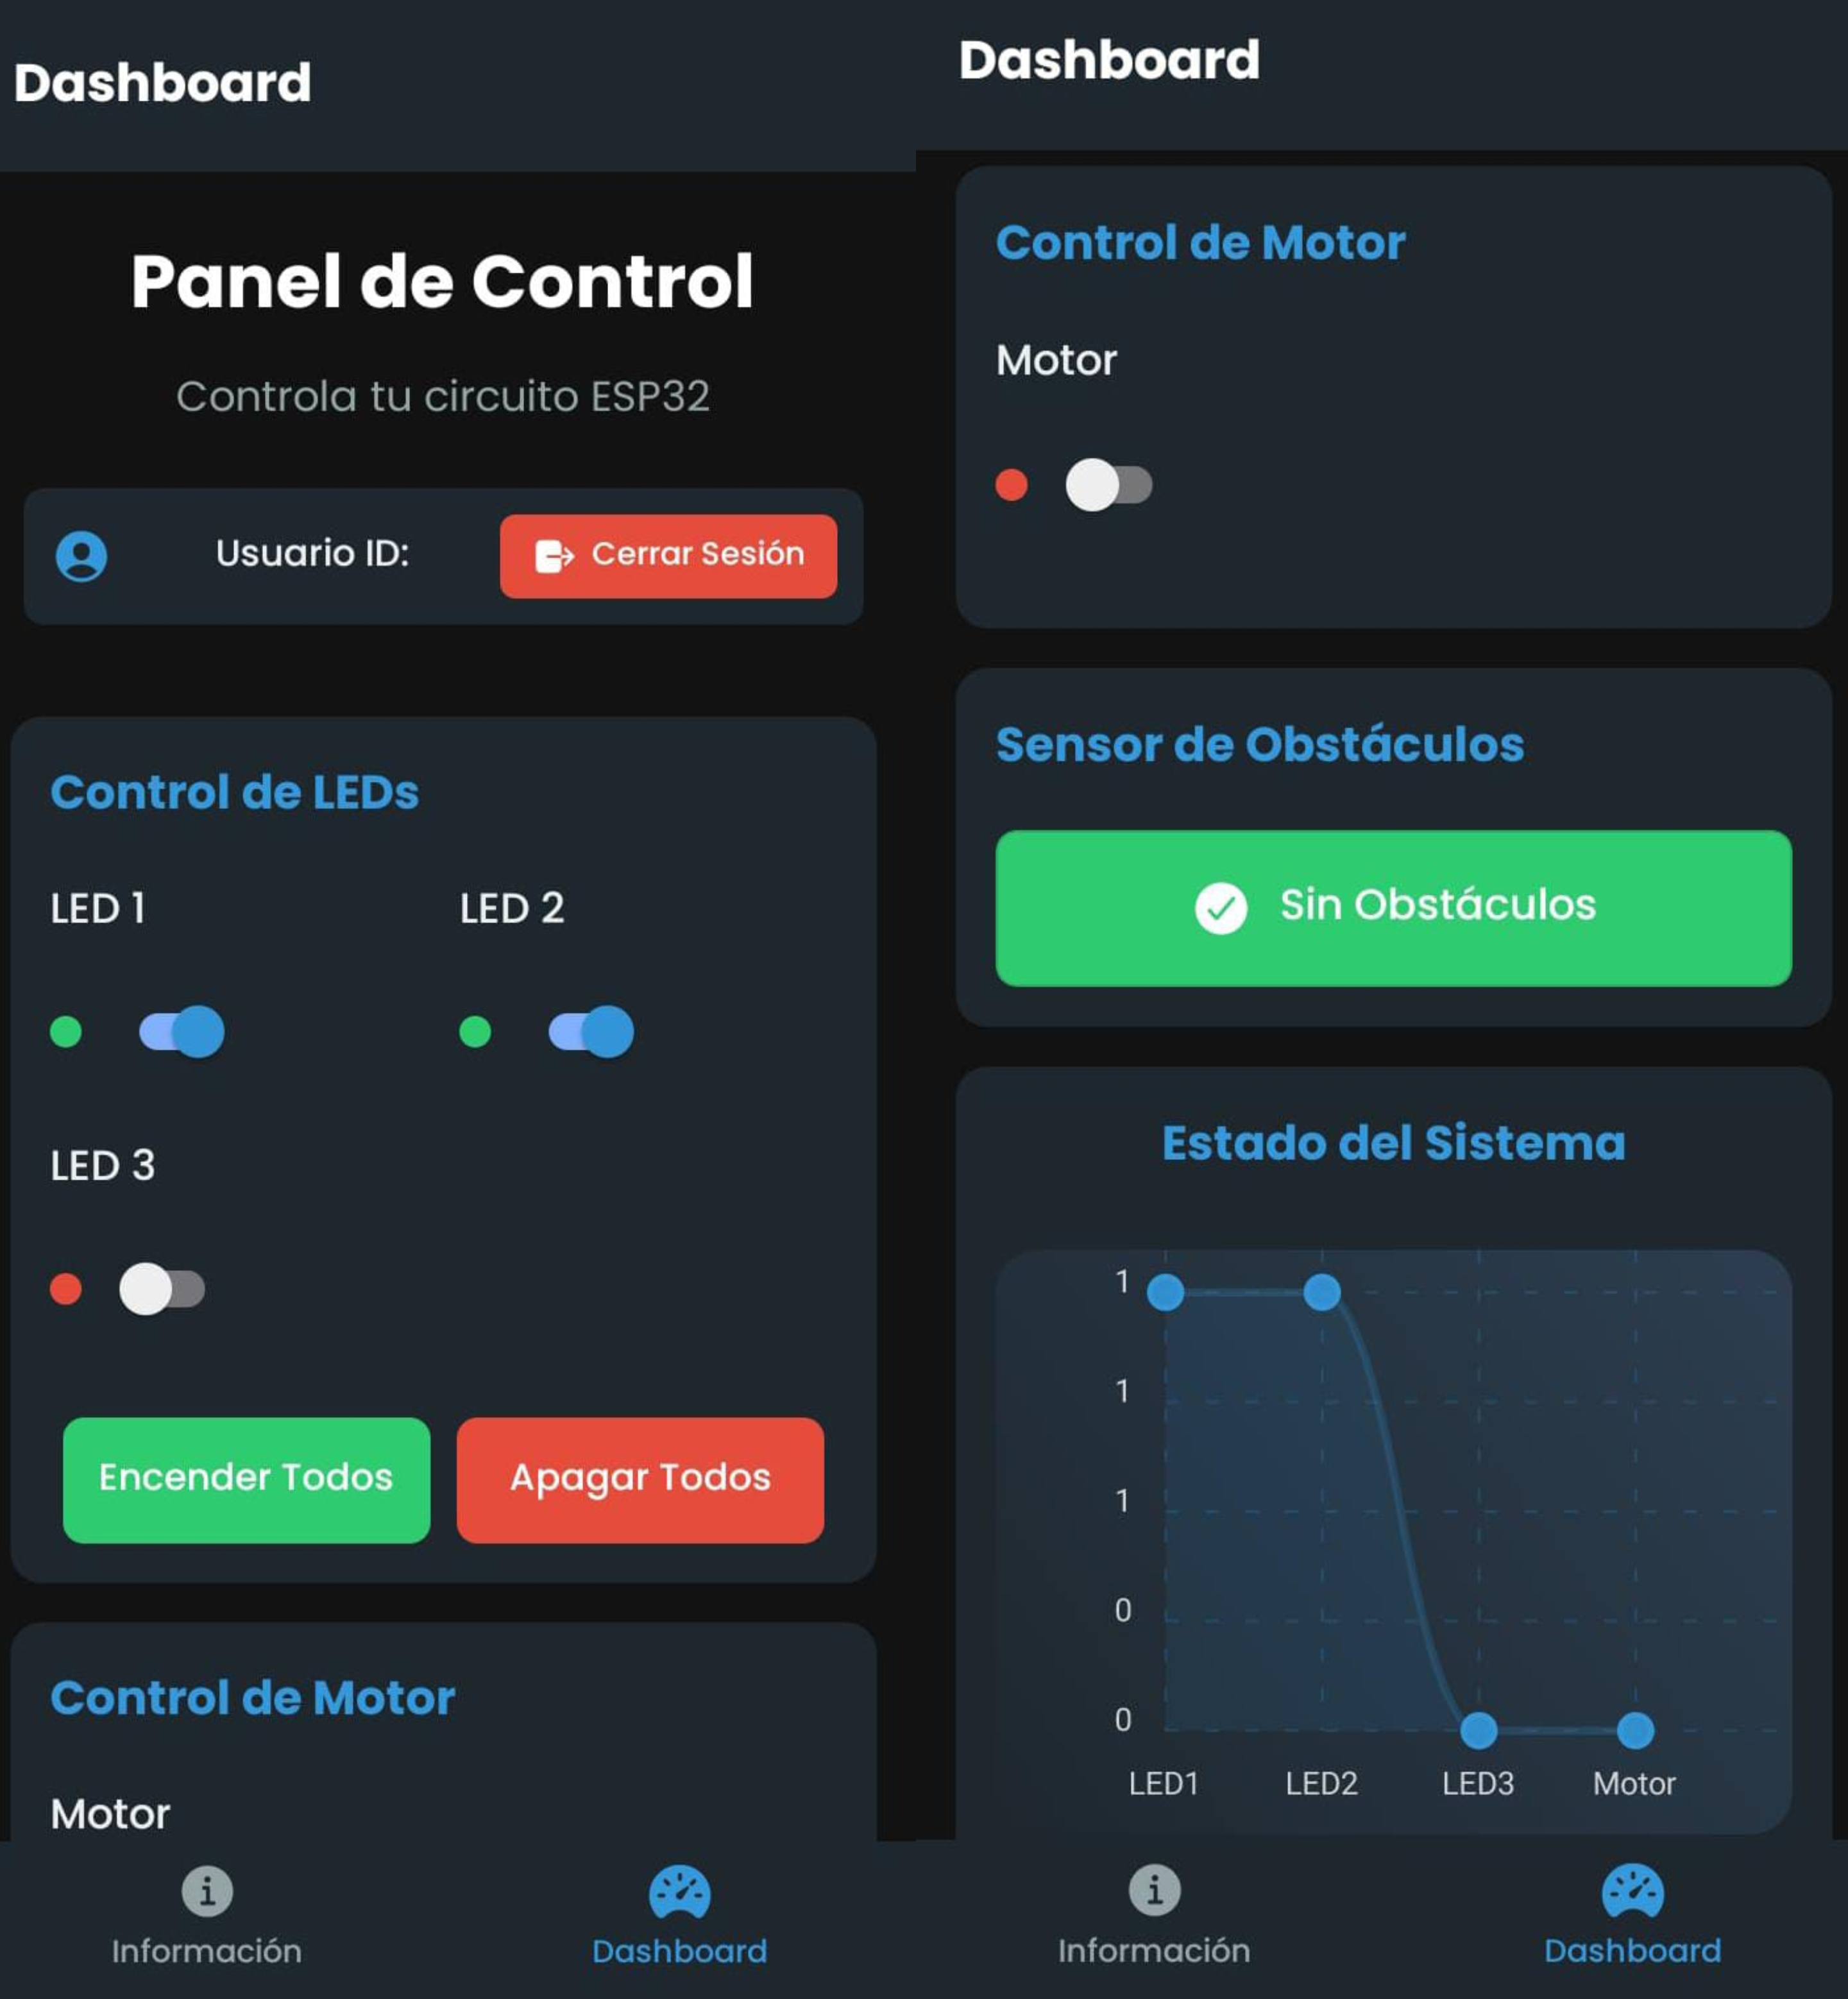 Dashboard
Panel de Control
Controla tu circuito ESP32
Usuario ID:
Cerrar Sesión
Control de LEDs
LED 1
LED 2
LED 3
Encender Todos
Apagar Todos
Control de Motor
Motor
Información
Dashboard
Dashboard
Control de Motor
Motor
Sensor de Obstáculos
Sin Obstáculos
Estado del Sistema
1
1
1
0
0
LED1
LED2
LED3
Motor
Información
Dashboard